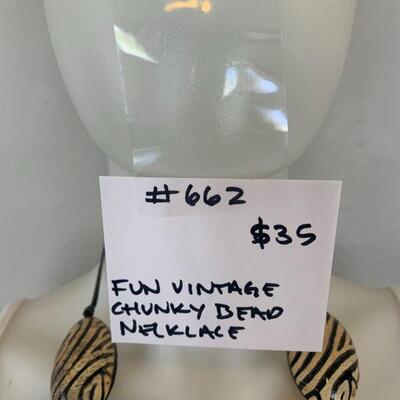 #662
$35
FUN VINTAGE
CHUNKY BEAD
NECKLACE